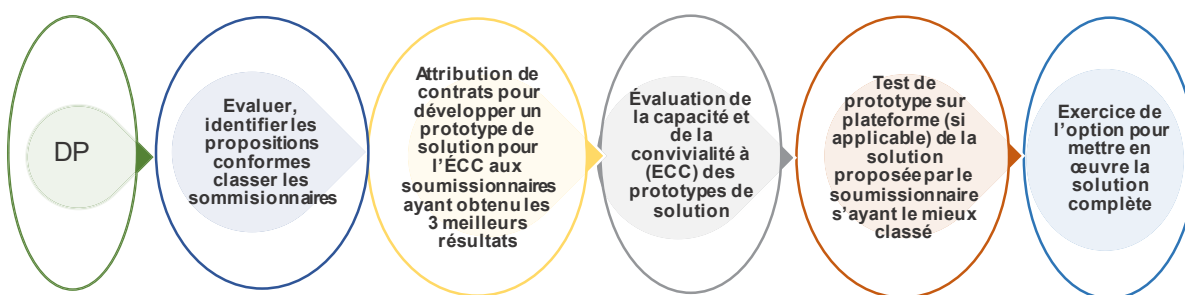 DP
Evaluer,
identifier les
propositions
conformes
classer les
sommisionnaires
Attribution de
contrats pour
développer un
prototype de
solution pour
l'ÉCC aux
soumissionnaires
ayant obtenu les
3 meilleurs
résultats
Évaluation de
la capacité et
de la
convivialité à
(ECC) des
prototypes de
solution
Test de
prototype sur
plateforme (si
applicable) de la
solution
proposée par le
soumissionnaire
s'ayant le mieux
classé
Exercice de
l'option pour
mettre en
œuvre la
solution
complète